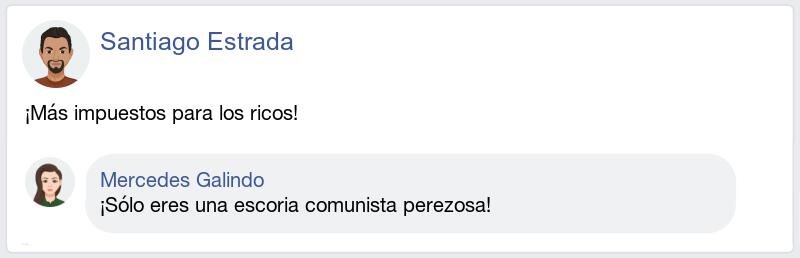 Santiago Estrada
¡Más impuestos para los ricos!
Mercedes Galindo
¡Sólo eres una escoria comunista perezosa!